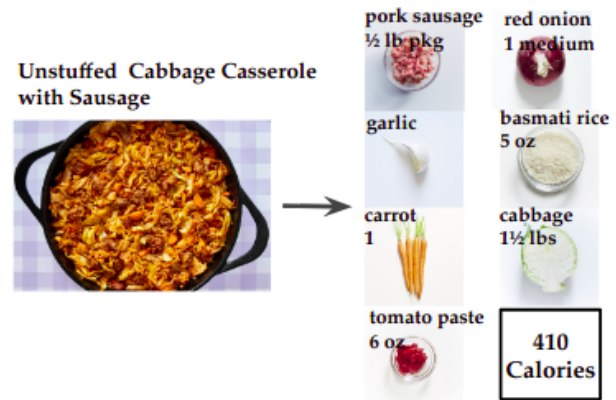 Unstuffed Cabbage Casserole
with Sausage
pork sausage
½ lb pkg
red onion
1 medium
garlic
basmati rice
5 oz
carrot
1
cabbage
1½ lbs
tomato paste
6 oz
410
Calories